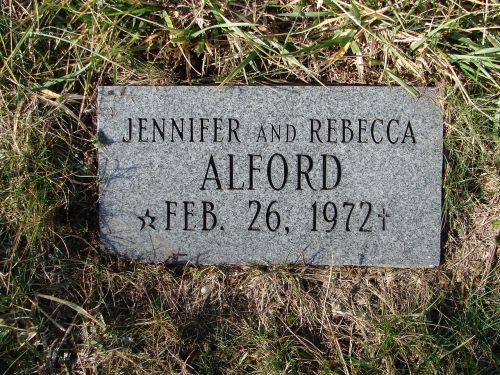 JENNIFER AND REBECCA
ALFORD
☆FEB. 26, 1972✝